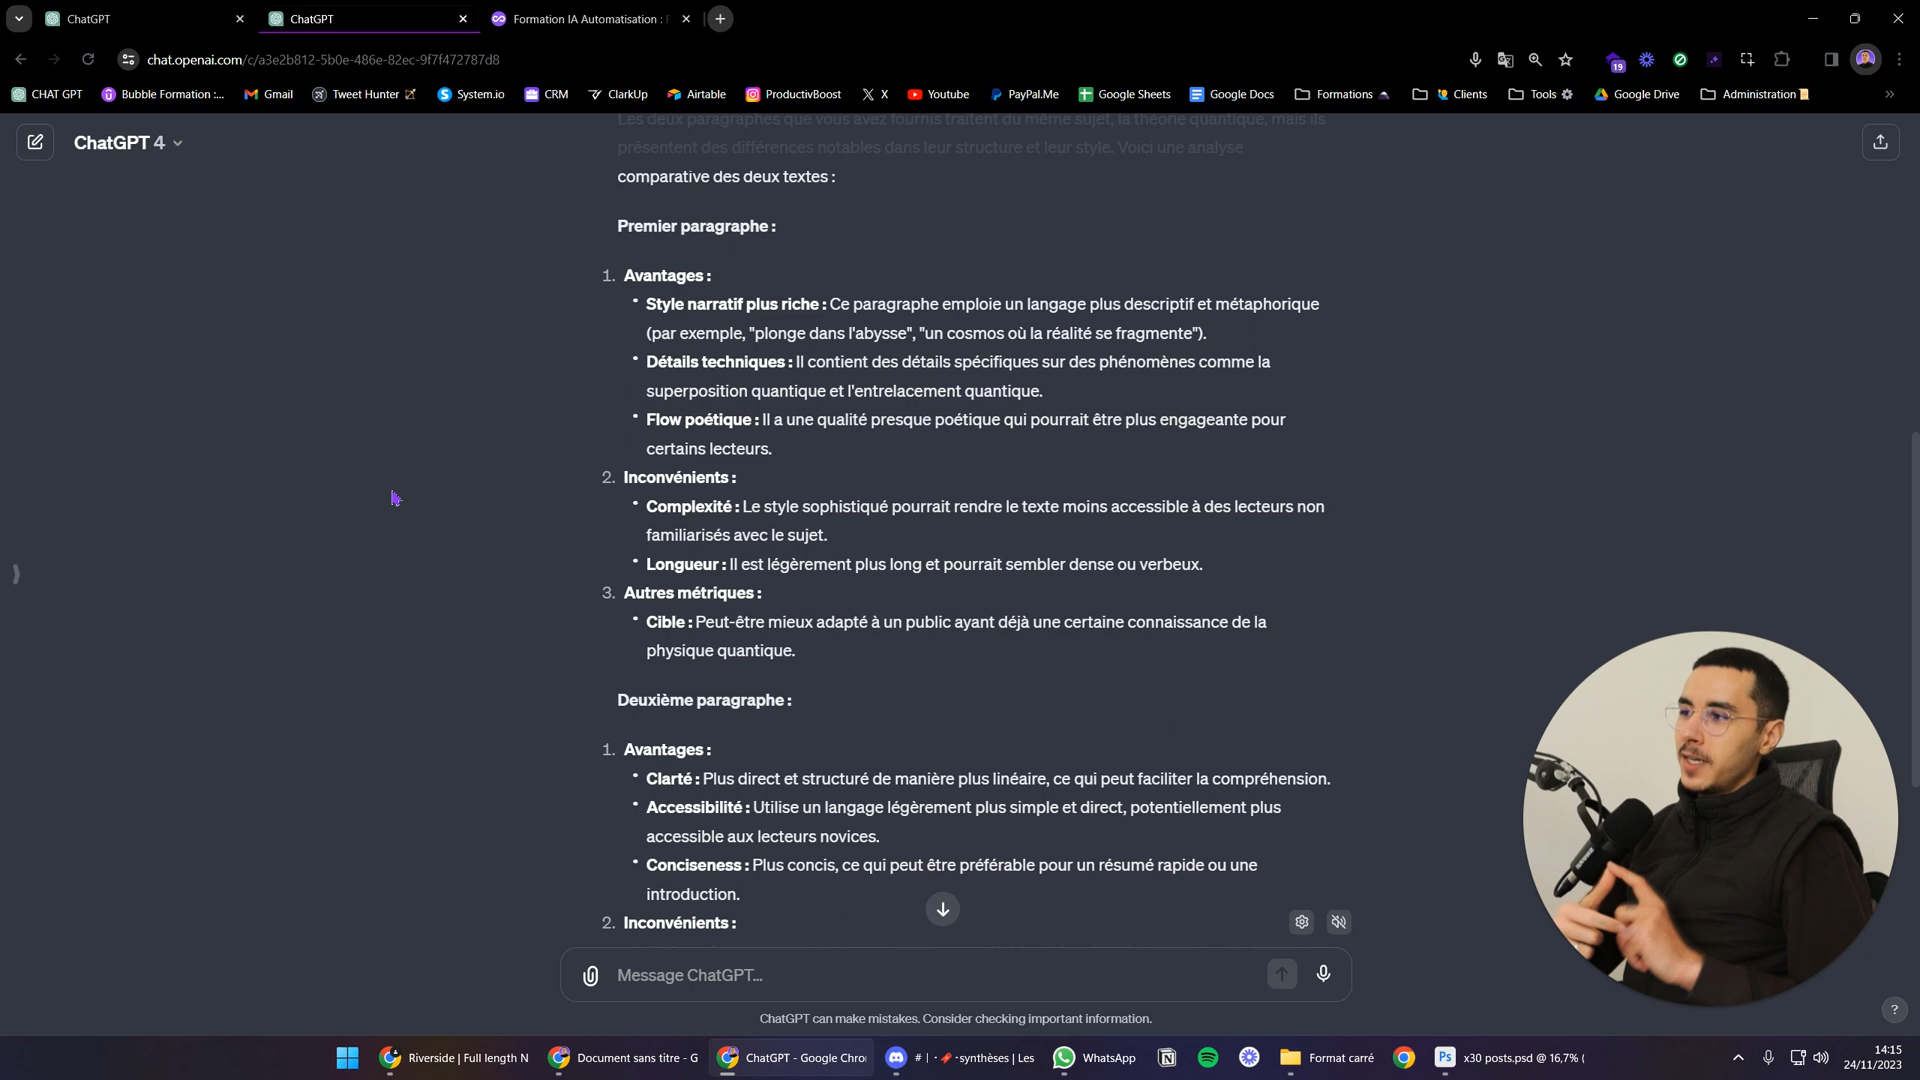 ChatGPT
ChatGPT
Formation IA Automatisation : F
chat.openai.com/c/a3e2b812-5b0e-486e-82ec-9f7f472787d8
19
CHAT GPT
Bubble Formation :...
Gmail
Tweet Hunter
System.io
CRM
ClarkUp
Airtable
ProductivBoost
X
Youtube
PayPal.Me
Google Sheets
Google Docs
Formations
Clients
Tools
Google Drive
Administration
»
ChatGPT 4
Les deux paragraphes que vous avez fournis traitent du même sujet, la théorie quantique, mais ils
présentent des différences notables dans leur structure et leur style. Voici une analyse
comparative des deux textes :
Premier paragraphe :
1. Avantages :
• Style narratif plus riche : Ce paragraphe emploie un langage plus descriptif et métaphorique
(par exemple, "plonge dans l'abysse", "un cosmos où la réalité se fragmente").
• Détails techniques : Il contient des détails spécifiques sur des phénomènes comme la
superposition quantique et l'entrelacement quantique.
• Flow poétique : Il a une qualité presque poétique qui pourrait être plus engageante pour
certains lecteurs.
2. Inconvénients :
• Complexité : Le style sophistiqué pourrait rendre le texte moins accessible à des lecteurs non
familiarisés avec le sujet.
• Longueur : Il est légèrement plus long et pourrait sembler dense ou verbeux.
3. Autres métriques :
• Cible : Peut-être mieux adapté à un public ayant déjà une certaine connaissance de la
physique quantique.
Deuxième paragraphe :
1. Avantages :
• Clarté : Plus direct et structuré de manière plus linéaire, ce qui peut faciliter la compréhension.
• Accessibilité : Utilise un langage légèrement plus simple et direct, potentiellement plus
accessible aux lecteurs novices.
• Conciseness : Plus concis, ce qui peut être préférable pour un résumé rapide ou une
introduction.
2. Inconvénients :
Message ChatGPT...
ChatGPT can make mistakes. Consider checking important information.
?
Riverside | Full length N
Document sans titre - G
ChatGPT - Google Chro
# | ・🧨・synthèses | Les
WhatsApp
Format carré
x30 posts.psd @ 16,7% (
14:15
24/11/2023